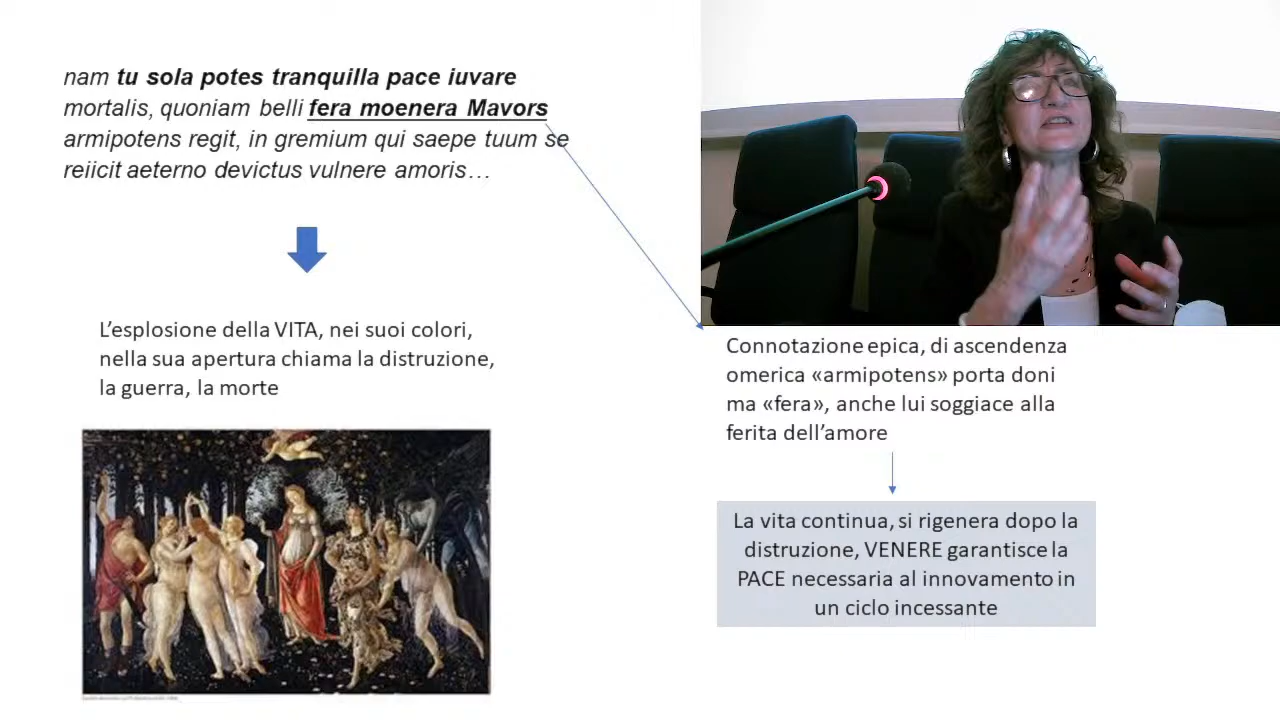 nam tu sola potes tranquilla pace iuvare
mortalis, quoniam belli fera moenera Mavors
armipotens regit, in gremium qui saepe tuum se
reiicit aeterno devictus vulnere amoris…
L'esplosione della VITA, nei suoi colori,
nella sua apertura chiama la distruzione,
la guerra, la morte
Connotazione epica, di ascendenza
omerica «armipotens» porta doni
ma «fera», anche lui soggiace alla
ferita dell'amore
La vita continua, si rigenera dopo la
distruzione, VENERE garantisce la
PACE necessaria al innovamento in
un ciclo incessante